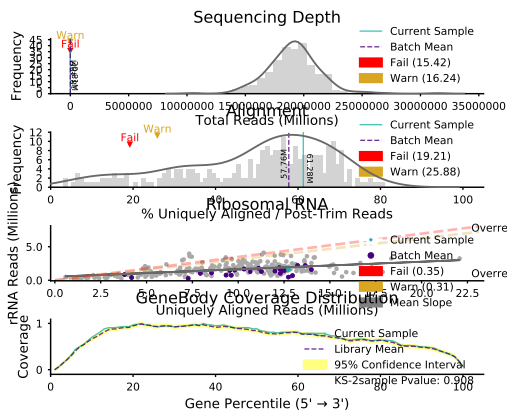 Sequencing Depth
Warn
Fail
Frequency
45
40
35
30
25
20
15
10
5
0
Current Sample
Batch Mean
Fail (15.42)
Warn (16.24)
0 5000000 10000000 15000000 20000000 25000000 30000000 35000000
Total Reads (Millions)
Alignment
Warn
Fail
Frequency
12
10
8
6
4
2
0
57.76M
61.28M
Current Sample
Batch Mean
Fail (19.21)
Warn (25.88)
0 20 40 60 80 100
% Uniquely Aligned / Post-Trim Reads
Ribosomal RNA
rRNA Reads (Millions)
5.0
0.0
Overre
Overre
Current Sample
Batch Mean
Fail (0.35)
Warn (0.31)
Mean Slope
0.0 2.5 5.0 7.5 10.0 12.5 15.0 17.5 20.0 22.5
Uniquely Aligned Reads (Millions)
GeneBody Coverage Distribution
Coverage
1
0
Current Sample
Library Mean
95% Confidence Interval
KS-2sample Pvalue: 0.908
0 20 40 60 80 100
Gene Percentile (5' → 3')